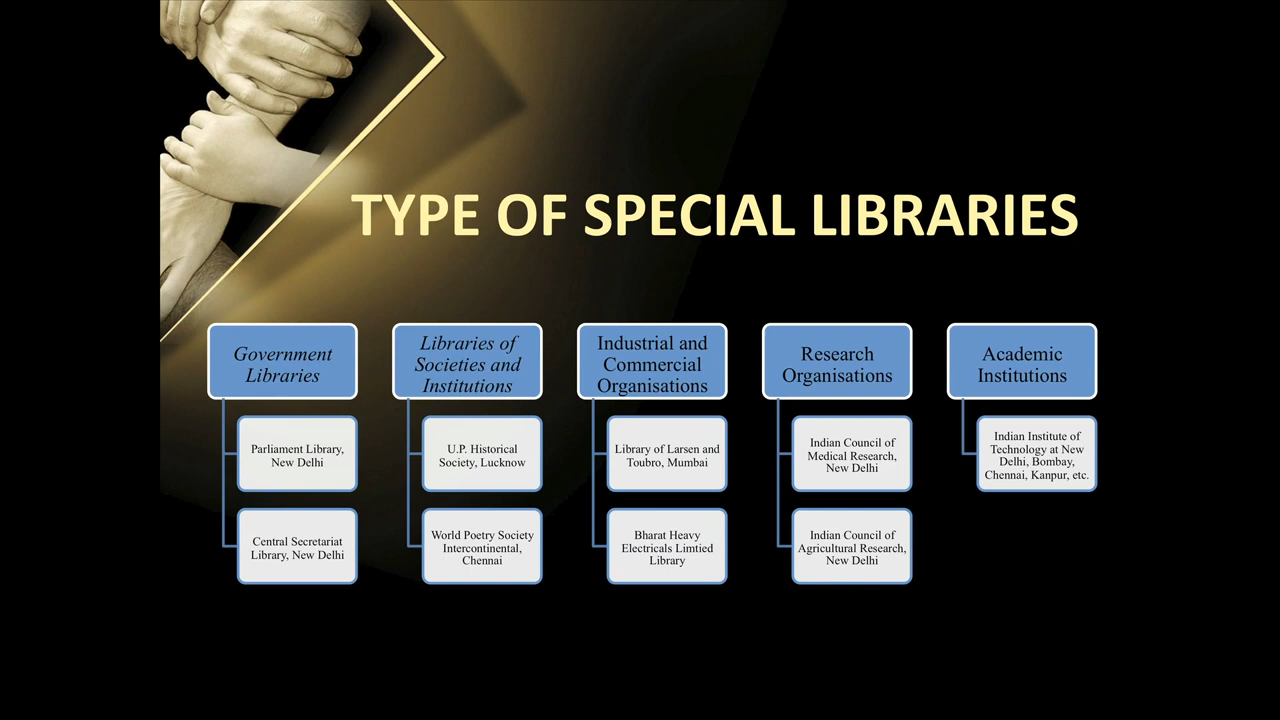 TYPE OF SPECIAL LIBRARIES
Government
Libraries
Parliament Library,
New Delhi
Central Secretariat
Library, New Delhi
Libraries of
Societies and
Institutions
U.P. Historical
Society, Lucknow
World Poetry Society
Intercontinental,
Chennai
Industrial and
Commercial
Organisations
Library of Larsen and
Toubro, Mumbai
Bharat Heavy
Electricals Limtied
Library
Research
Organisations
Indian Council of
Medical Research,
New Delhi
Indian Council of
Agricultural Research,
New Delhi
Academic
Institutions
Indian Institute of
Technology at New
Delhi, Bombay,
Chennai, Kanpur, etc.